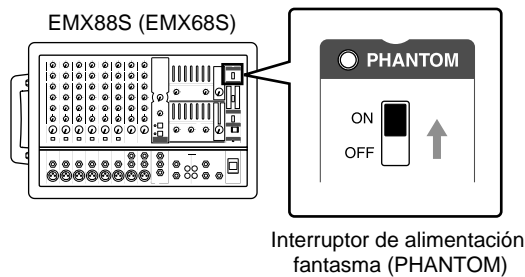 EMX88S (EMX68S)
PHANTOM
ON
OFF
Interruptor de alimentación
fantasma (PHANTOM)